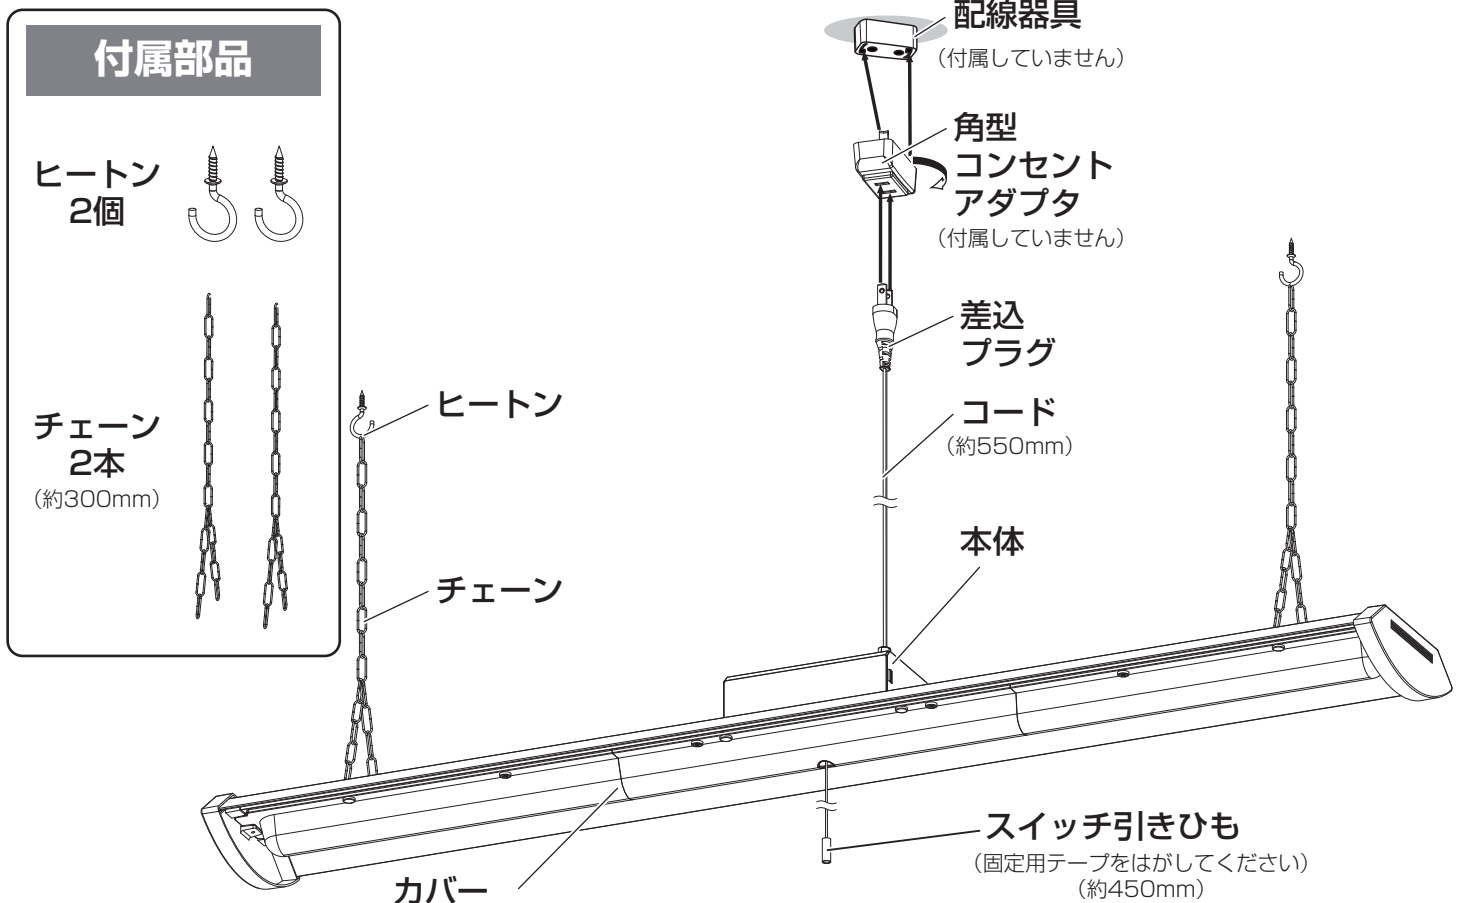 付属部品
ヒートン
2個
チェーン
2本
（約300mm）
配線器具
（付属していません）
角型
コンセント
アダプタ
（付属していません）
差込
プラグ
コード
（約550mm）
ヒートン
チェーン
本体
スイッチ引きひも
（固定用テープをはがしてください）
（約450mm）
カバー